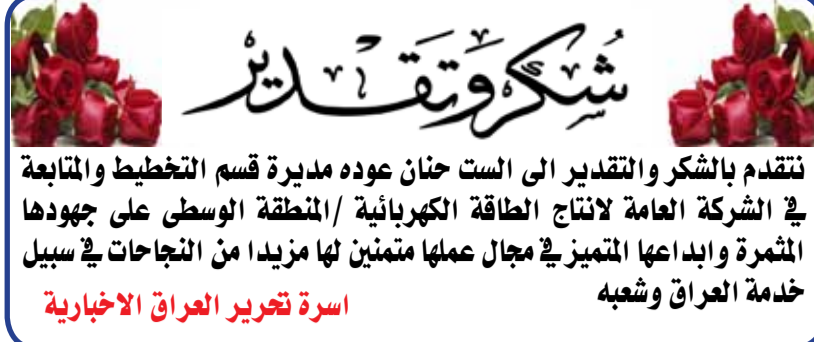 شكر وتقدير
نتقدم بالشكر والتقدير الى الست حنان عوده مديرة قسم التخطيط والمتابعة
في الشركة العامة لانتاج الطاقة الكهربائية /المنطقة الوسطى على جهودها
المثمرة وابداعها المتميز في مجال عملها متمنين لها مزيدا من النجاحات في سبيل
خدمة العراق وشعبه
اسرة تحرير العراق الاخبارية